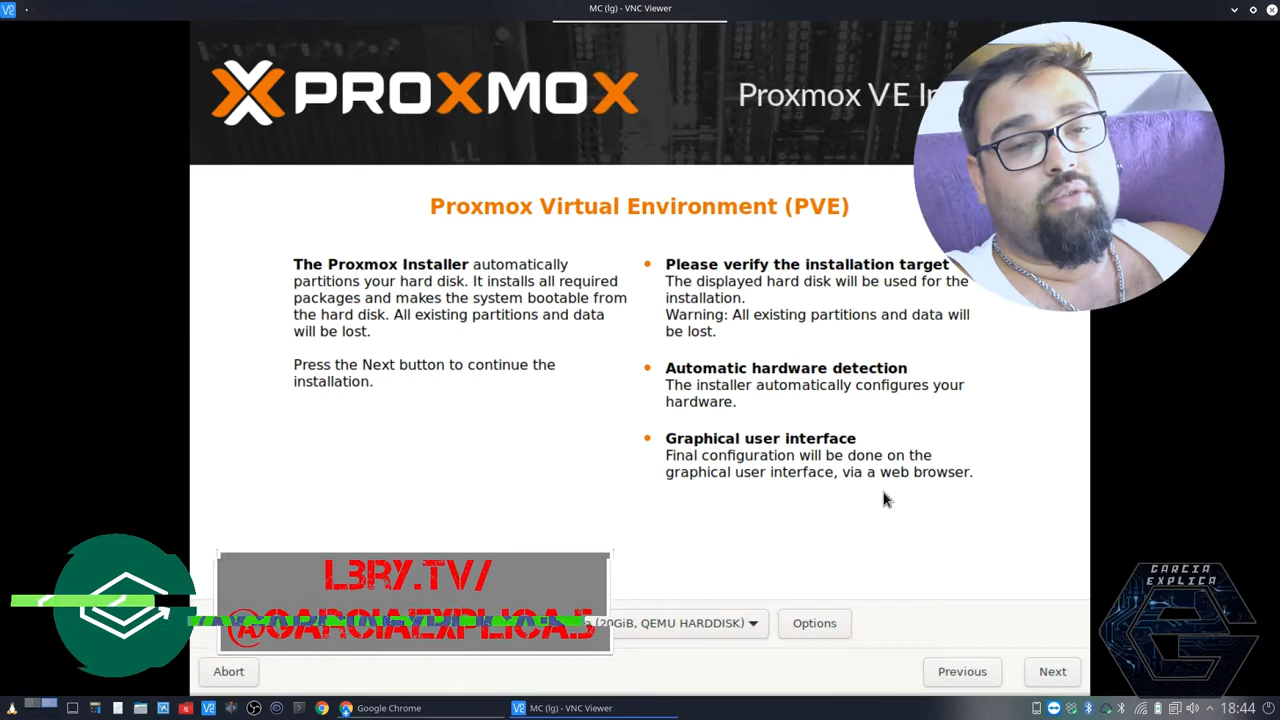 MC (lg) - VNC Viewer
PROXMOX
Proxmox VE In
Proxmox Virtual Environment (PVE)
The Proxmox Installer automatically
partitions your hard disk. It installs all required
packages and makes the system bootable from
the hard disk. All existing partitions and data
will be lost.
Press the Next button to continue the
installation.
Please verify the installation target
The displayed hard disk will be used for the
installation.
Warning: All existing partitions and data will
be lost.
Automatic hardware detection
The installer automatically configures your
hardware.
Graphical user interface
Final configuration will be done on the
graphical user interface, via a web browser.
L3RY.TV/
@GARCIAEXPLICA5
(20GiB, QEMU HARDDISK)
Options
Abort
Previous
Next
GARCIA
EXPLICA
Google Chrome
MC (lg) - VNC Viewer
18:44